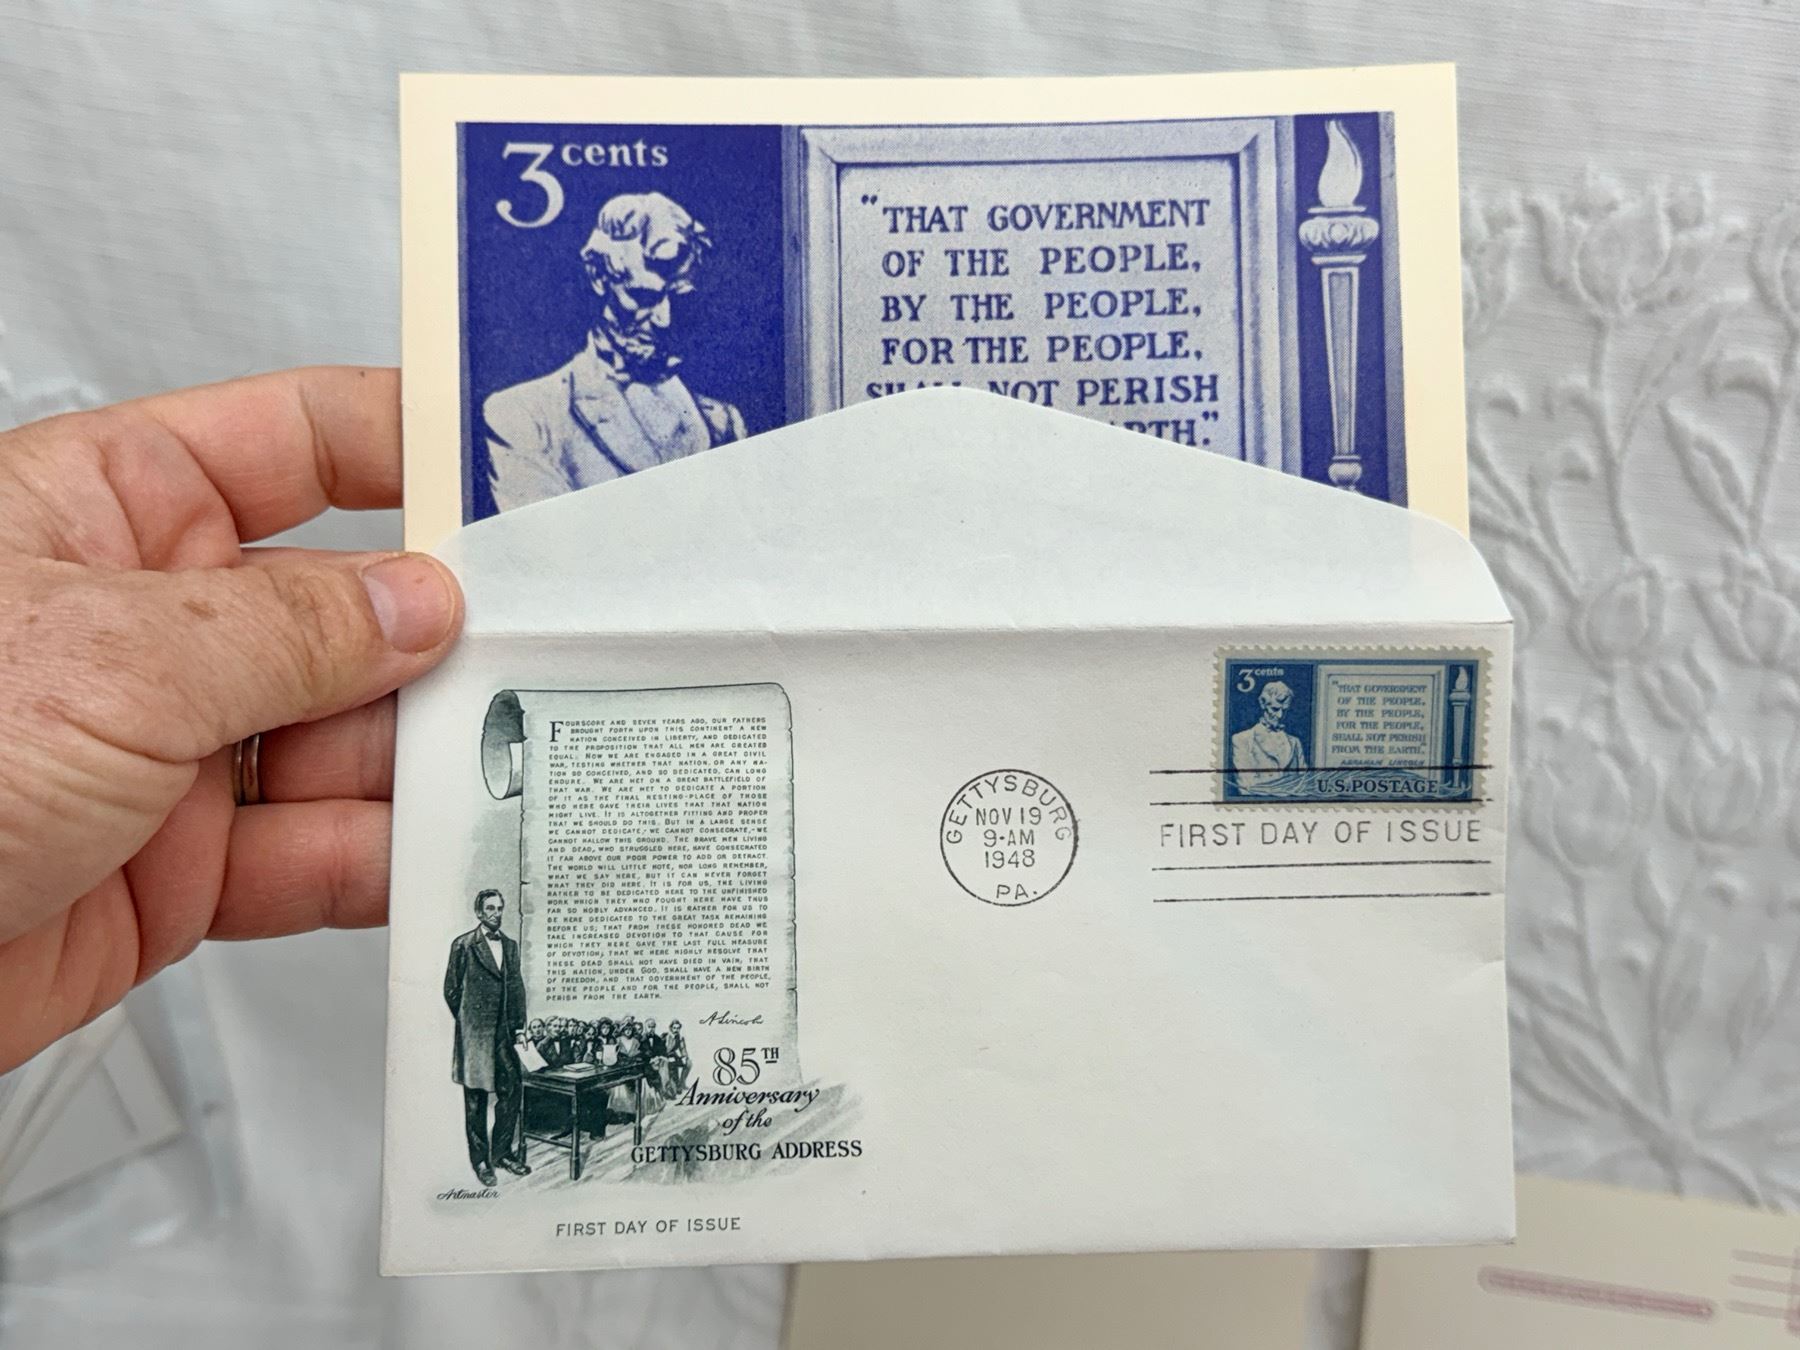 3 cents
"THAT GOVERNMENT
OF THE PEOPLE,
BY THE PEOPLE,
FOR THE PEOPLE,
SHALL NOT PERISH
EARTH."
3 cents
"THAT GOVERNMENT
OF THE PEOPLE,
BY THE PEOPLE,
FOR THE PEOPLE,
SHALL NOT PERISH
FROM THE EARTH."
ABRAHAM LINCOLN
U.S. POSTAGE
GETTYSBURG
NOV 19
9-AM
1948
PA.
FIRST DAY OF ISSUE
FOURSCORE AND SEVEN YEARS AGO, OUR FATHERS
BROUGHT FORTH UPON THIS CONTINENT A NEW
NATION CONCEIVED IN LIBERTY, AND DEDICATED
TO THE PROPOSITION THAT ALL MEN ARE CREATED
EQUAL. NOW WE ARE ENGAGED IN A GREAT CIVIL
WAR, TESTING WHETHER THAT NATION, OR ANY NA-
TION SO CONCEIVED, AND SO DEDICATED, CAN LONG
ENDURE. WE ARE MET ON A GREAT BATTLEFIELD OF
THAT WAR. WE ARE MET TO DEDICATE A PORTION
OF IT AS THE FINAL RESTING-PLACE OF THOSE
WHO HERE GAVE THEIR LIVES THAT THAT NATION
MIGHT LIVE. IT IS ALTOGETHER FITTING AND PROPER
THAT WE SHOULD DO THIS. BUT IN A LARGE SENSE
WE CANNOT DEDICATE,-WE CANNOT CONSECRATE,-WE
CANNOT HALLOW THIS GROUND. THE BRAVE MEN LIVING
AND DEAD, WHO STRUGGLED HERE, HAVE CONSECRATED
IT FAR ABOVE OUR POOR POWER TO ADD OR DETRACT.
THE WORLD WILL LITTLE NOTE, NOR LONG REMEMBER,
WHAT WE SAY HERE, BUT IT CAN NEVER FORGET
WHAT THEY DID HERE. IT IS FOR US, THE LIVING
RATHER TO BE DEDICATED HERE TO THE UNFINISHED
WORK WHICH THEY WHO FOUGHT HERE HAVE THUS
FAR SO NOBLY ADVANCED. IT IS RATHER FOR US TO
BE HERE DEDICATED TO THE GREAT TASK REMAINING
BEFORE US; THAT FROM THESE HONORED DEAD WE
TAKE INCREASED DEVOTION TO THAT CAUSE FOR
WHICH THEY HERE GAVE THE LAST FULL MEASURE
OF DEVOTION; THAT WE HERE HIGHLY RESOLVE THAT
THESE DEAD SHALL NOT HAVE DIED IN VAIN; THAT
THIS NATION, UNDER GOD, SHALL HAVE A NEW BIRTH
OF FREEDOM, AND THAT GOVERNMENT OF THE PEOPLE,
BY THE PEOPLE AND FOR THE PEOPLE, SHALL NOT
PERISH FROM THE EARTH.
A Lincoln
85TH
Anniversary
of the
GETTYSBURG ADDRESS
Artmaster
FIRST DAY OF ISSUE